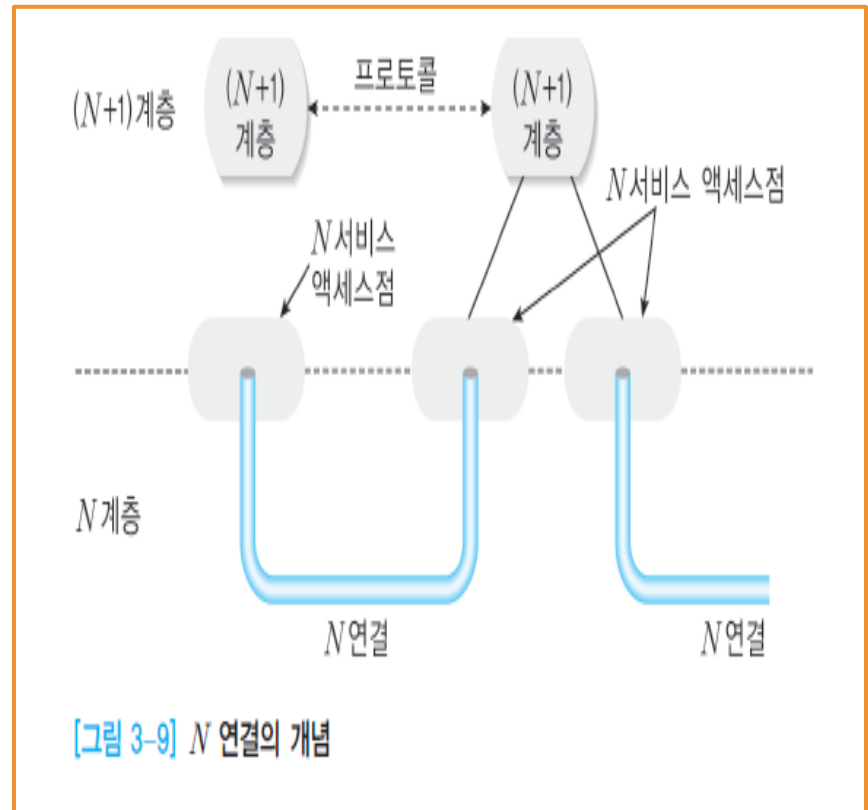 프로토콜
(N+1)계층
(N+1)
계층
(N+1)
계층
N서비스 액세스점
N서비스
액세스점
N계층
N연결
N연결
[그림 3-9] N 연결의 개념